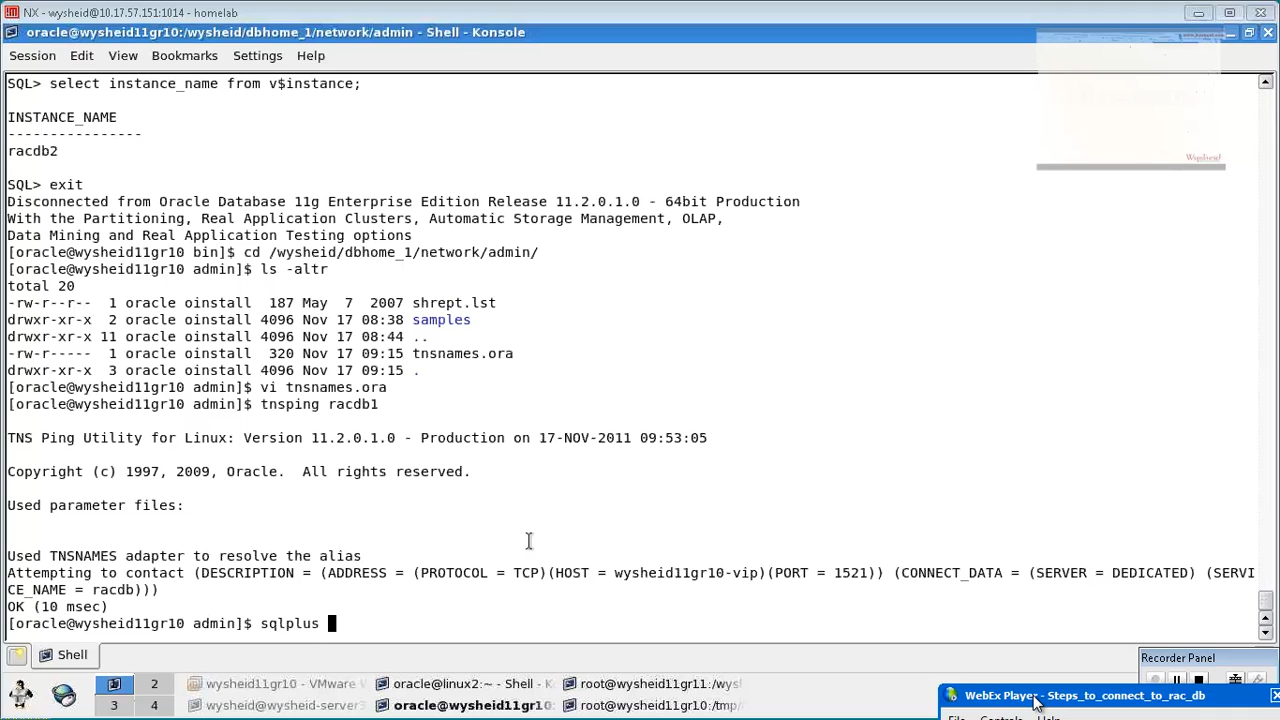 NX - wysheid@10.17.57.151:1014 - homelab
oracle@wysheid11gr10:/wysheid/dbhome_1/network/admin - Shell - Konsole
Session Edit View Bookmarks Settings Help
SQL> select instance_name from v$instance;
INSTANCE_NAME
----------------
racdb2
SQL> exit
Disconnected from Oracle Database 11g Enterprise Edition Release 11.2.0.1.0 - 64bit Production
With the Partitioning, Real Application Clusters, Automatic Storage Management, OLAP,
Data Mining and Real Application Testing options
[oracle@wysheid11gr10 bin]$ cd /wysheid/dbhome_1/network/admin/
[oracle@wysheid11gr10 admin]$ ls -altr
total 20
-rw-r--r-- 1 oracle oinstall 187 May 7 2007 shrept.lst
drwxr-xr-x 2 oracle oinstall 4096 Nov 17 08:38 samples
drwxr-xr-x 11 oracle oinstall 4096 Nov 17 08:44 ..
-rw-r----- 1 oracle oinstall 320 Nov 17 09:15 tnsnames.ora
drwxr-xr-x 3 oracle oinstall 4096 Nov 17 09:15 .
[oracle@wysheid11gr10 admin]$ vi tnsnames.ora
[oracle@wysheid11gr10 admin]$ tnsping racdb1
TNS Ping Utility for Linux: Version 11.2.0.1.0 - Production on 17-NOV-2011 09:53:05
Copyright (c) 1997, 2009, Oracle. All rights reserved.
Used parameter files:
Used TNSNAMES adapter to resolve the alias
Attempting to contact (DESCRIPTION = (ADDRESS = (PROTOCOL = TCP)(HOST = wysheid11gr10-vip)(PORT = 1521)) (CONNECT_DATA = (SERVER = DEDICATED) (SERVI
CE_NAME = racdb)))
OK (10 msec)
[oracle@wysheid11gr10 admin]$ sqlplus
Shell
Recorder Panel
2 wysheid11gr10 - VMware oracle@linux2:~ - Shell - K root@wysheid11gr11:/wys
3 4 wysheid@wysheid-server oracle@wysheid11gr10: root@wysheid11gr10:/tmp
WebEx Player - Steps_to_connect_to_rac_db
File Controls Help